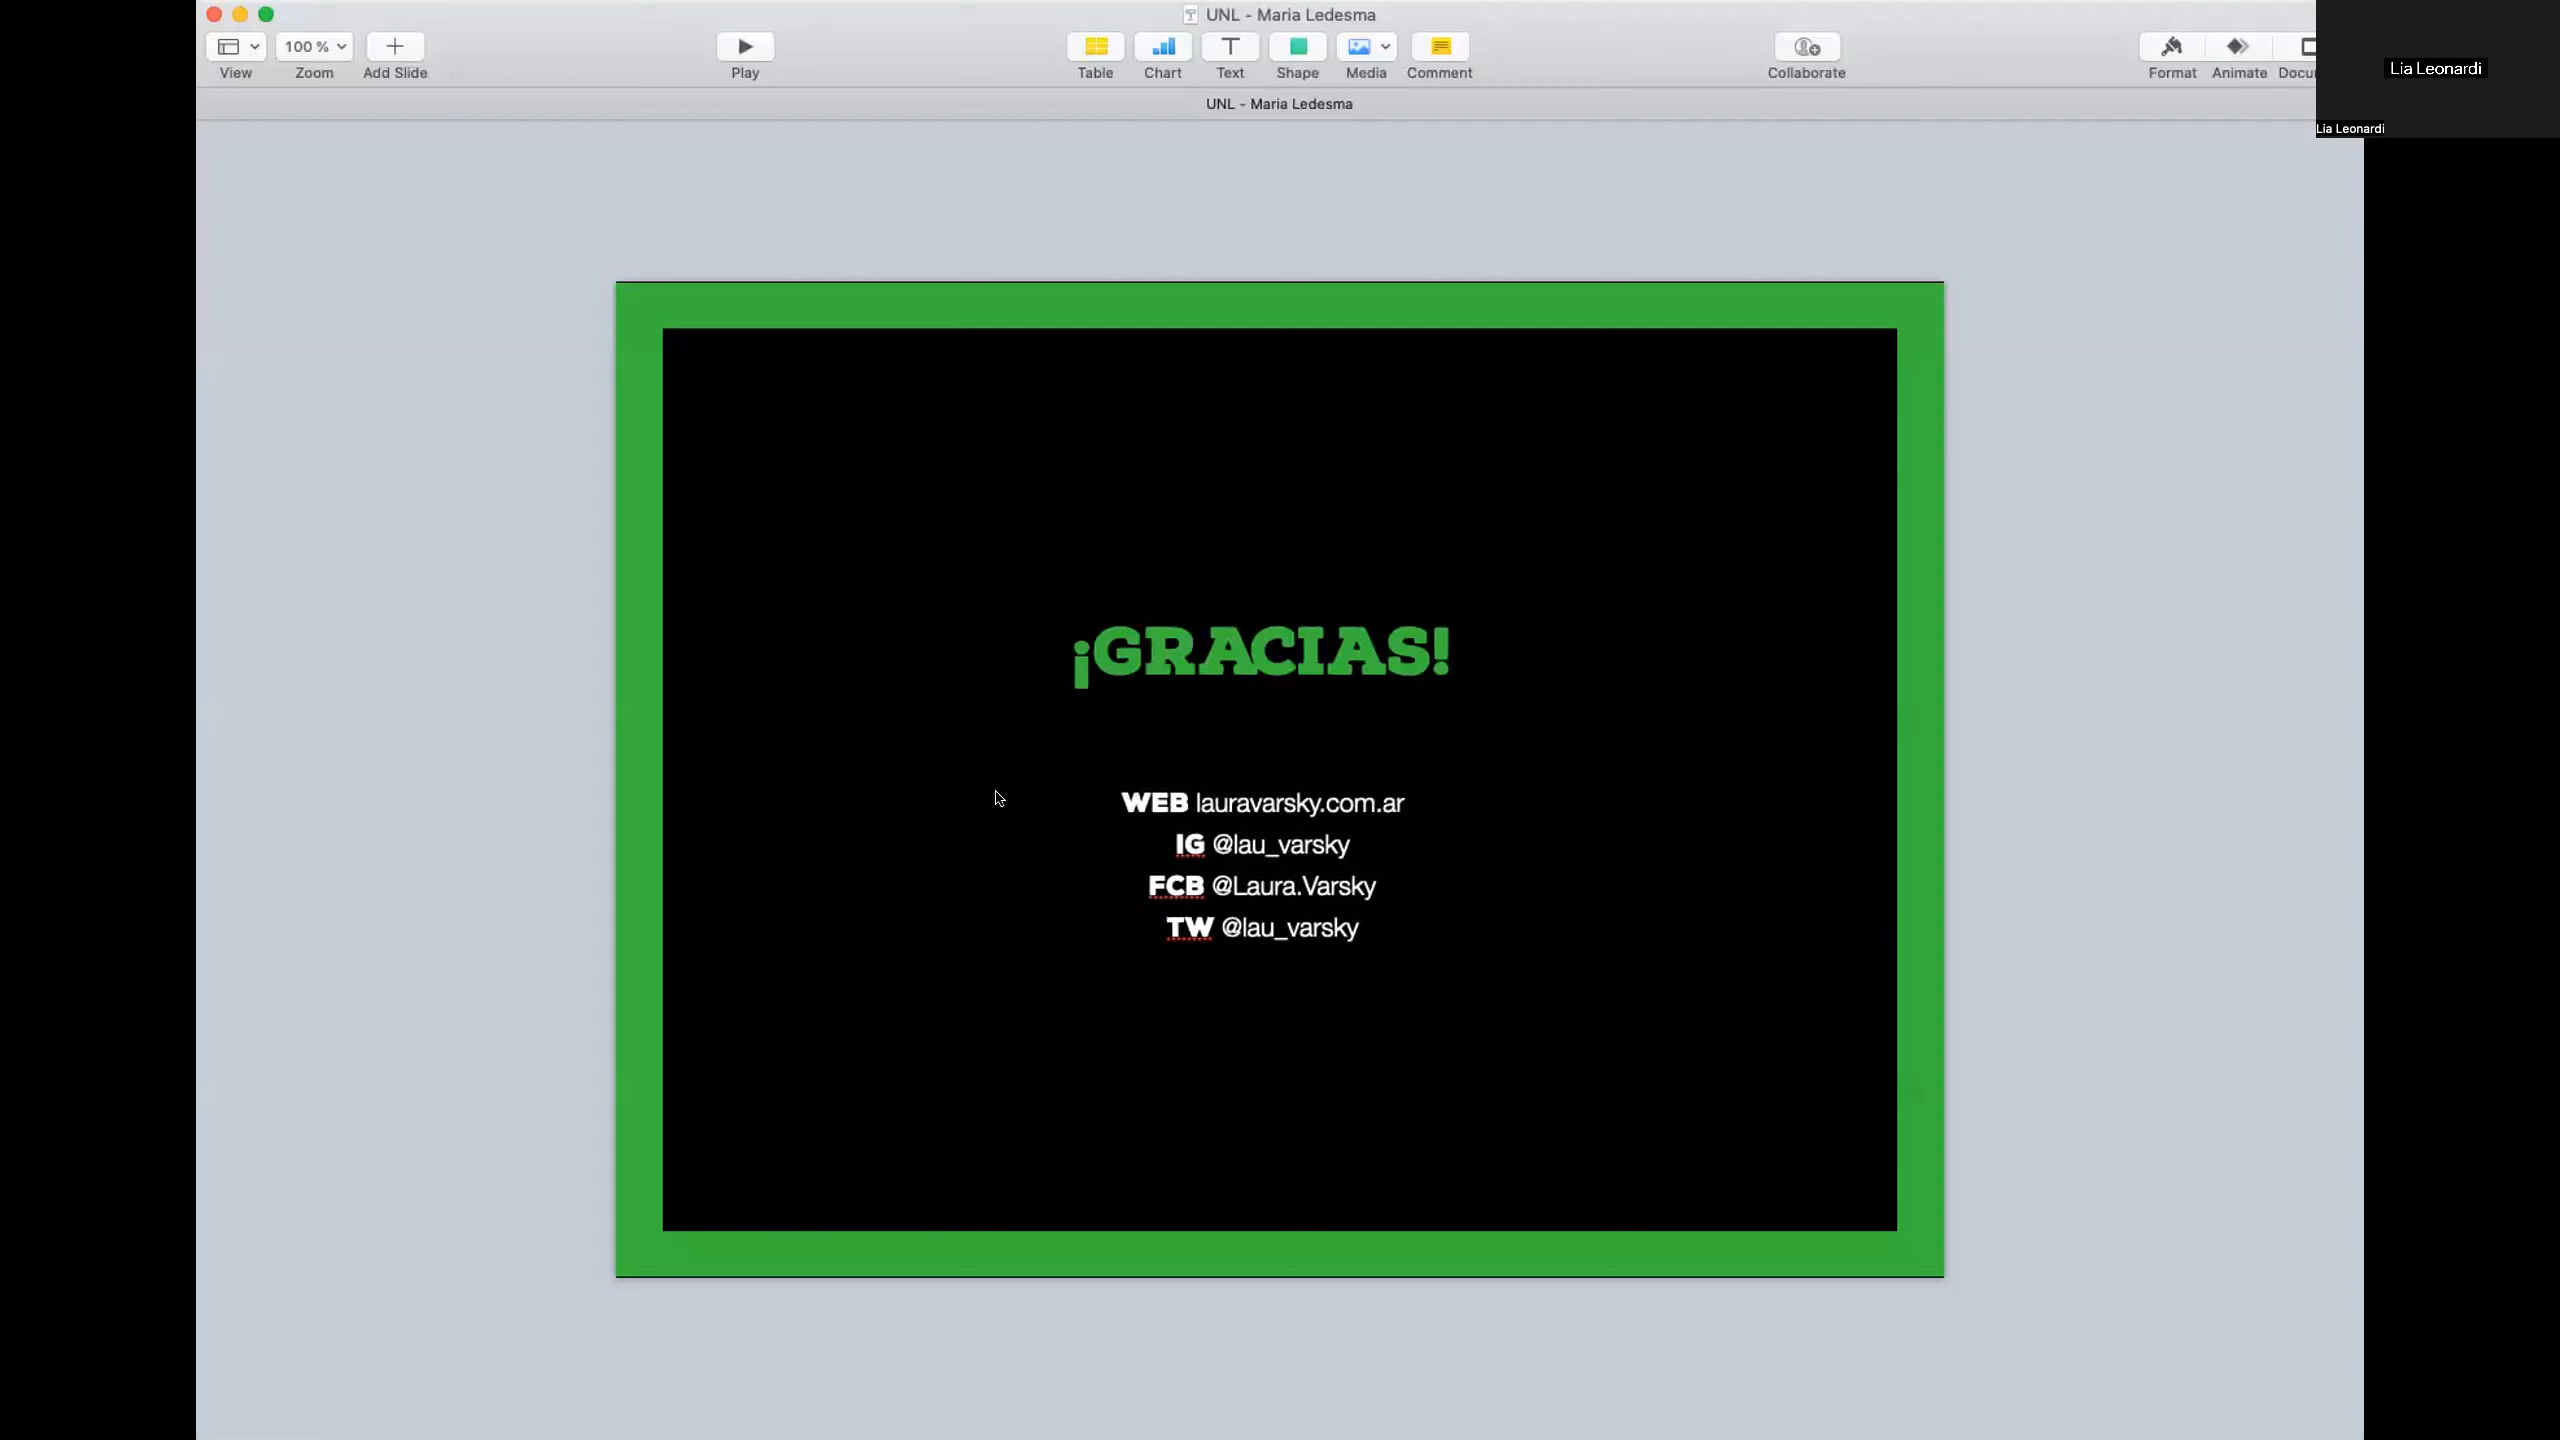 UNL - Maria Ledesma
100 %
View
Zoom
Add Slide
Play
Table
Chart
Text
Shape
Media
Comment
Collaborate
Format
Animate
Lia Leonardi
Lia Leonardi
UNL - Maria Ledesma
¡GRACIAS!
WEB lauravarsky.com.ar
IG @lau_varsky
FCB @Laura.Varsky
TW @lau_varsky